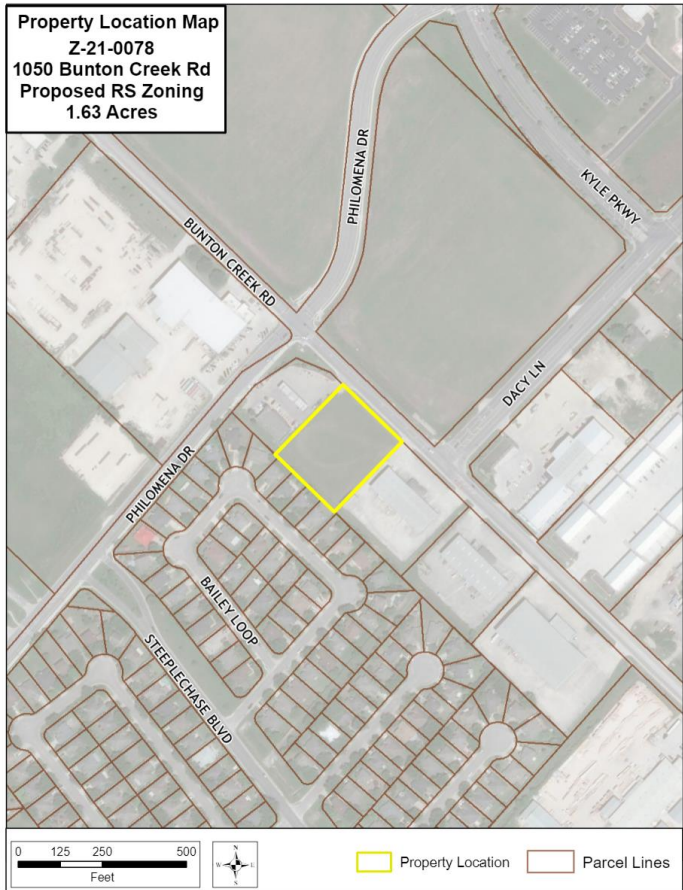 Property Location Map
Z-21-0078
1050 Bunton Creek Rd
Proposed RS Zoning
1.63 Acres
PHILOMENA DR
KYLE PKWY
BUNTON CREEK RD
DACY LN
PHILOMENA DR
BAILEY LOOP
STEEPLECHASE BLVD
0 125 250 500
Feet
N
W E
S
Property Location
Parcel Lines